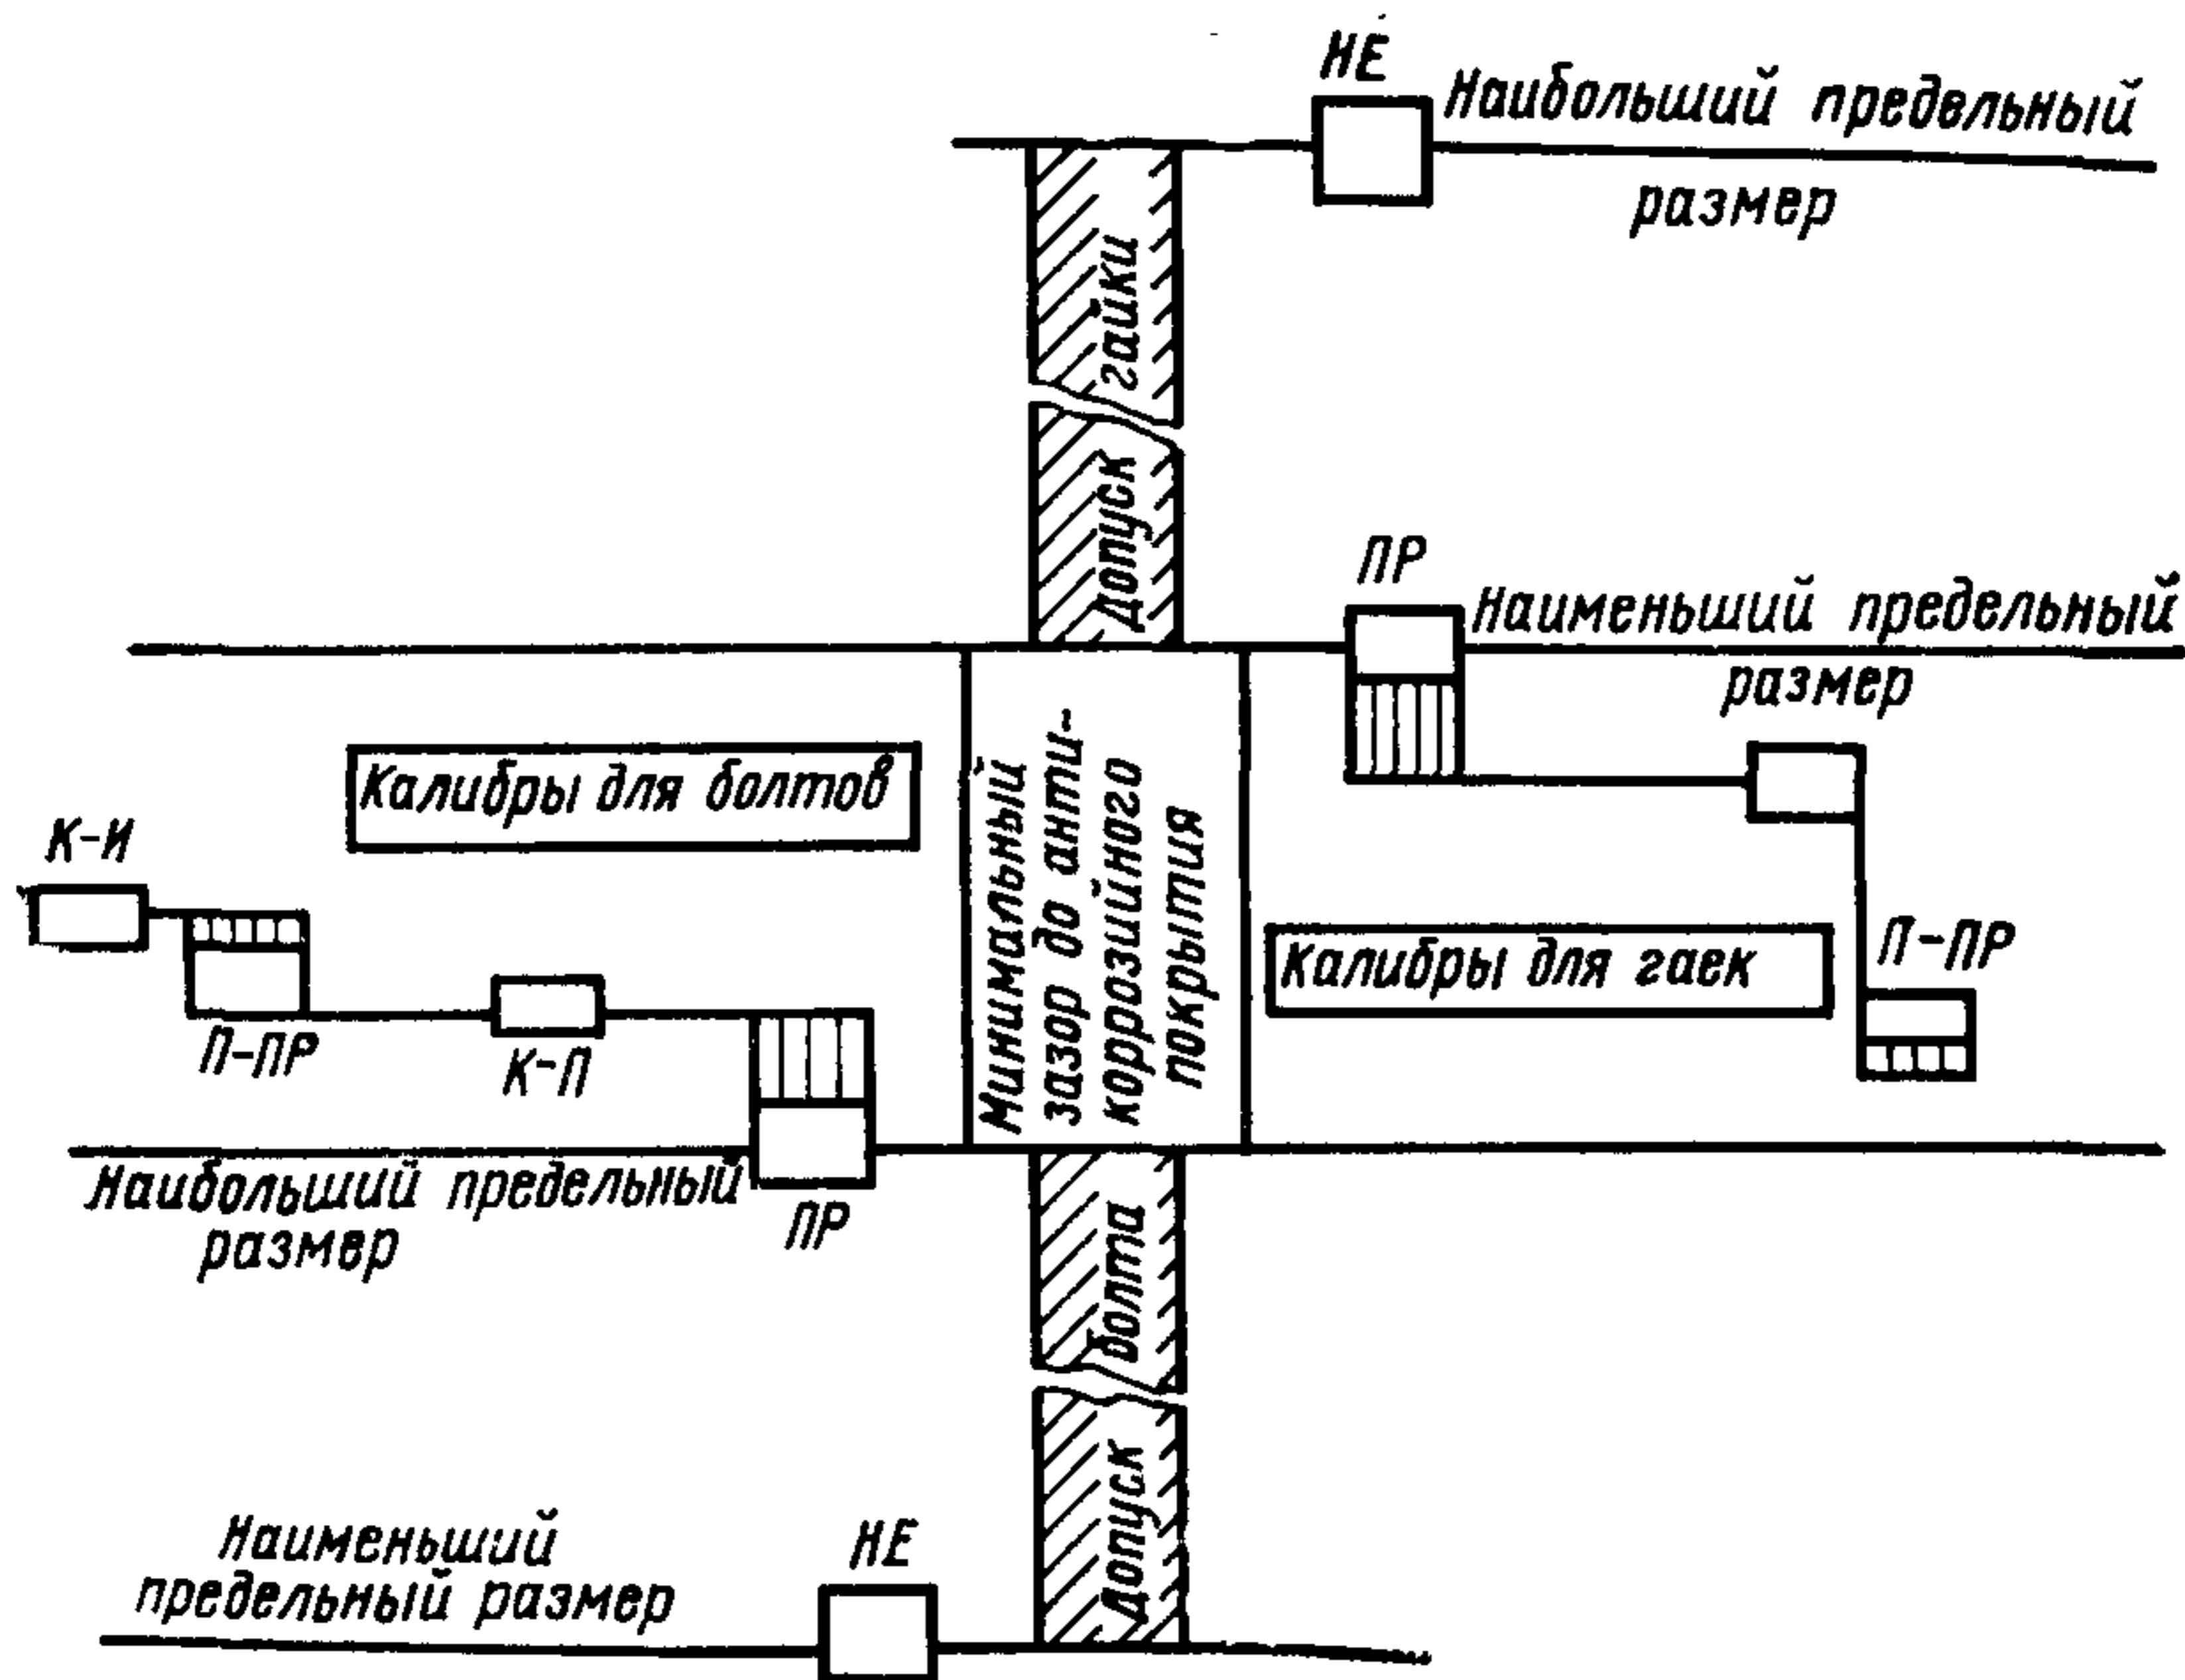 НЕ
Наибольший предельный
размер
Допуск гайки
ПР
Наименьший предельный
размер
Калибры для болтов
Минимальный
зазор до анти-
коррозийного
покрытия
К-И
П-ПР
К-П
Калибры для гаек
П-ПР
Наибольший предельный
размер
ПР
Допуск болта
Наименьший
предельный размер
НЕ